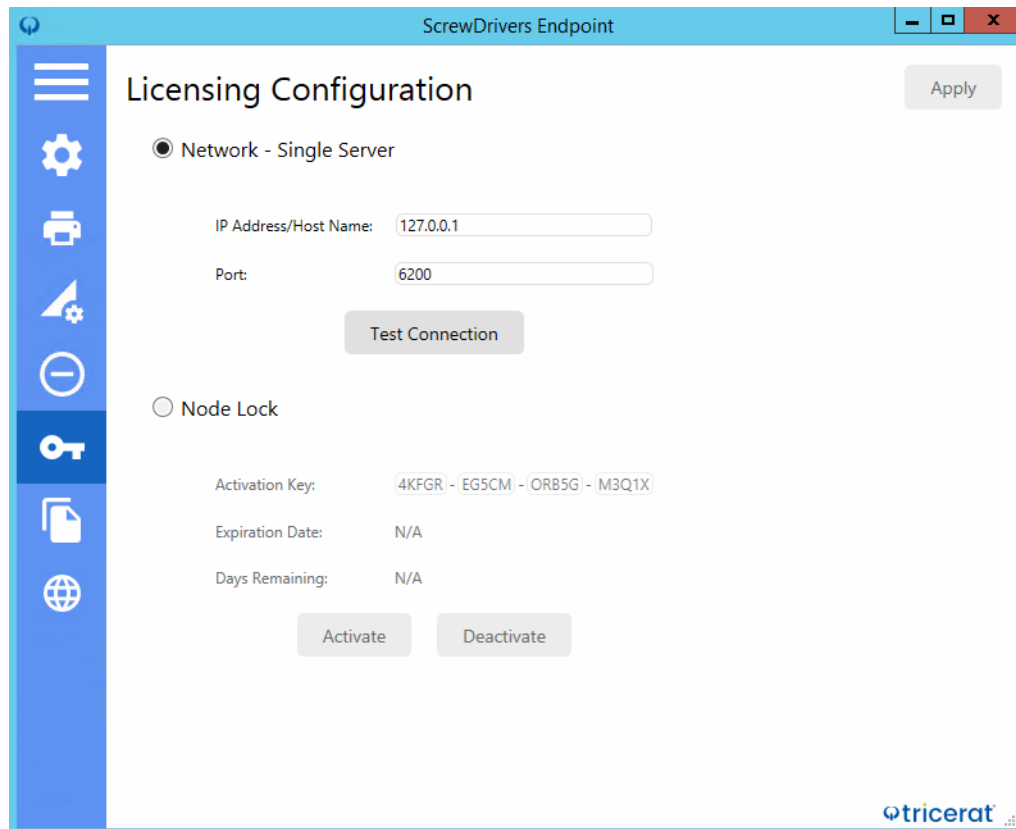 ScrewDrivers Endpoint
Licensing Configuration
Apply
Network - Single Server
IP Address/Host Name: 127.0.0.1
Port: 6200
Test Connection
Node Lock
Activation Key: 4KFGR - EG5CM - ORB5G - M3Q1X
Expiration Date: N/A
Days Remaining: N/A
Activate Deactivate
tricerat